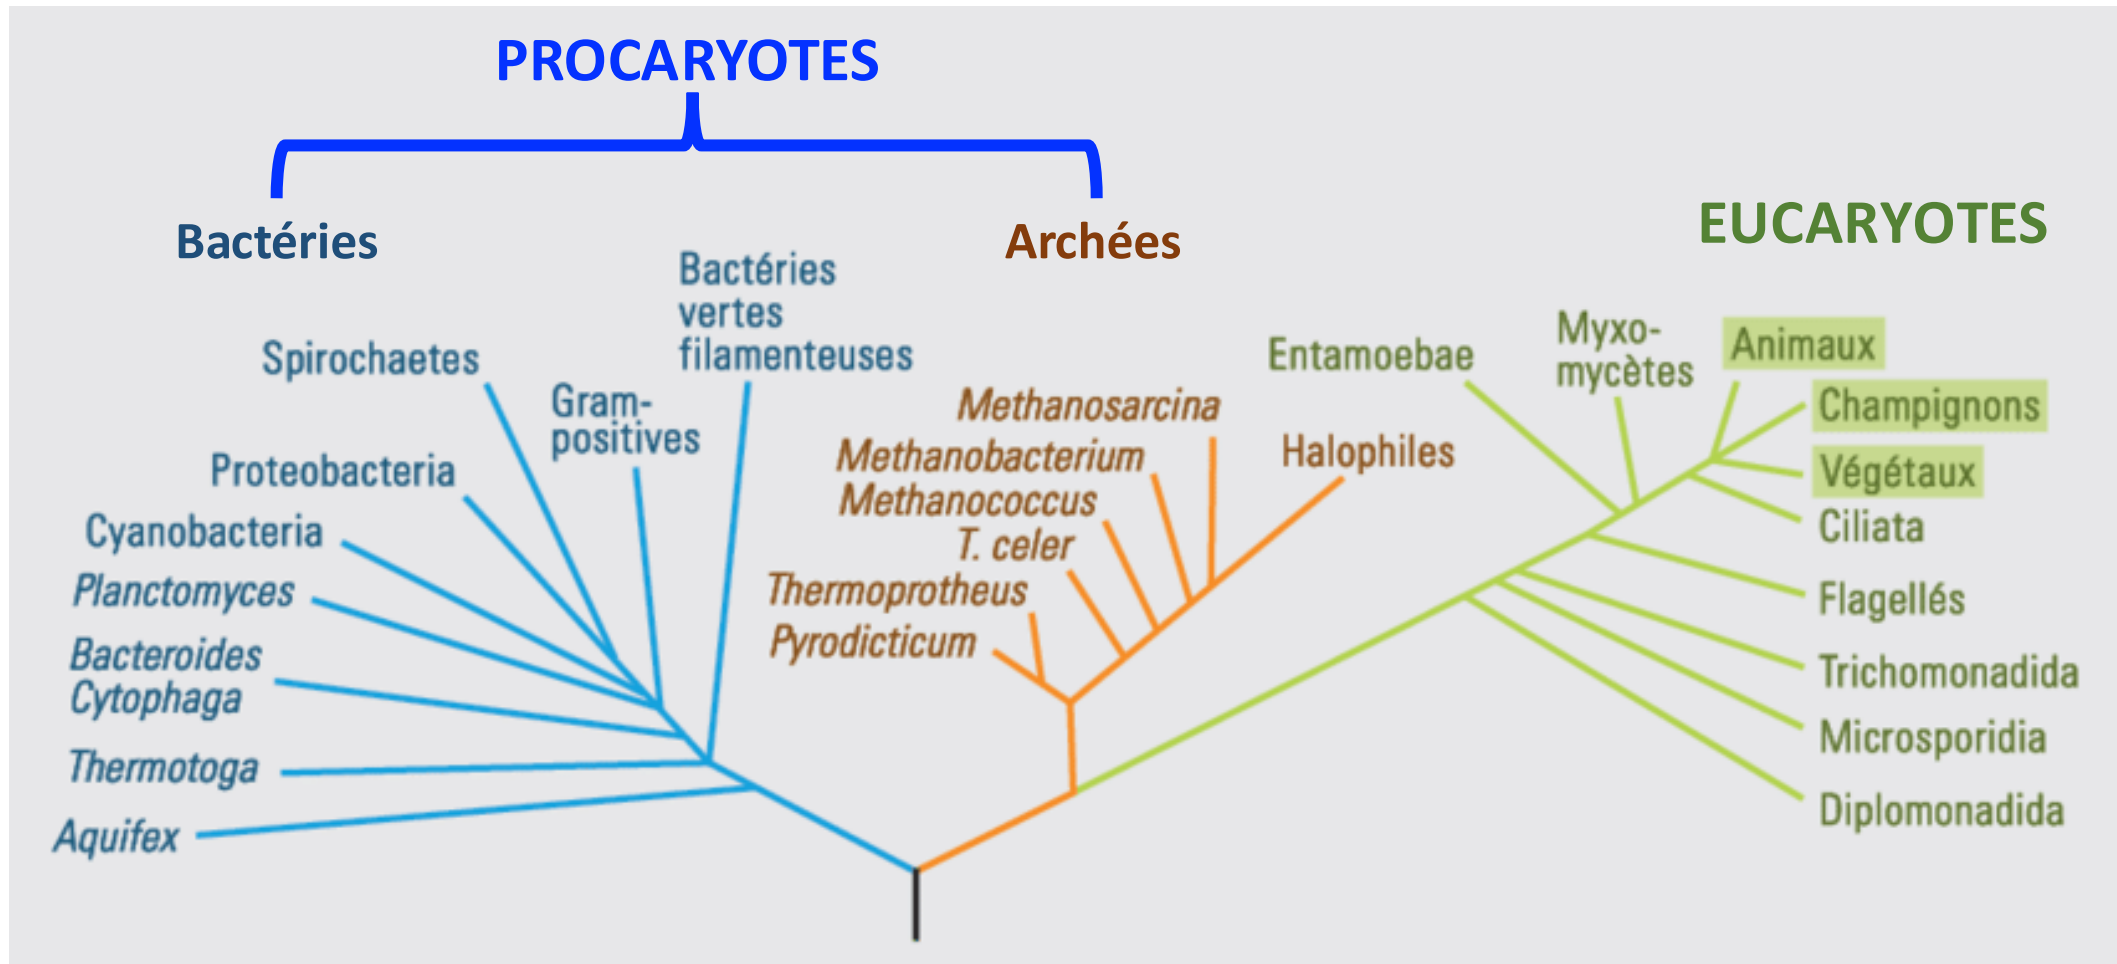 PROCARYOTES
Bactéries
Archées
EUCARYOTES
Bactéries
vertes
filamenteuses
Spirochaetes
Gram-
positives
Proteobacteria
Cyanobacteria
Planctomyces
Bacteroides
Cytophaga
Thermotoga
Aquifex
Methanosarcina
Methanobacterium
Methanococcus
T. celer
Thermoprotheus
Pyrodicticum
Halophiles
Entamoebae
Myxo-
mycètes
Animaux
Champignons
Végétaux
Ciliata
Flagellés
Trichomonadida
Microsporidia
Diplomonadida